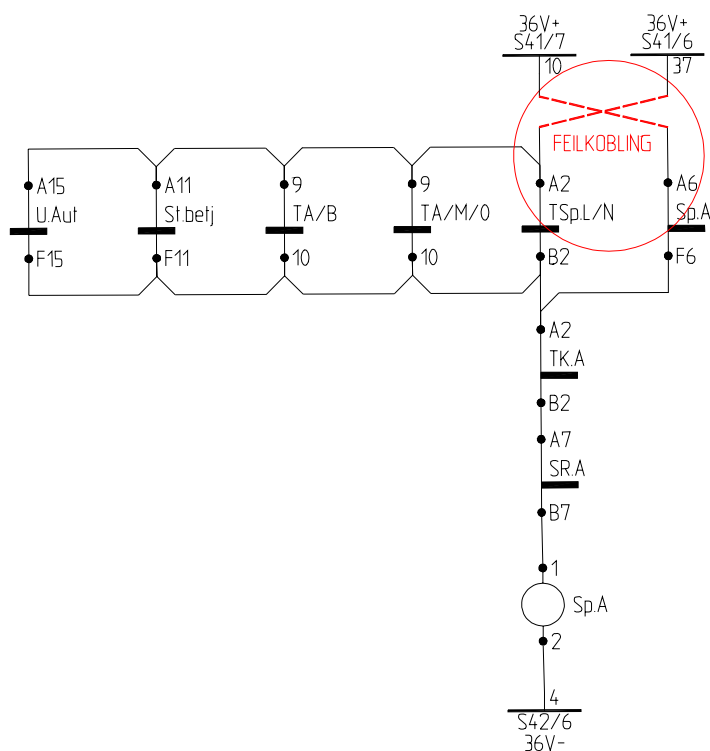 36V+ 36V+
S41/7 S41/6
10 37
FEILKOBLING
A15 A11 9 9 A2 A6
U.Aut St.betj TA/B TA/M/O TSp.L/N Sp.A
F15 F11 10 10 B2 F6
A2
TK.A
B2
A7
SR.A
B7
1
Sp.A
2
4
S42/6
36V-